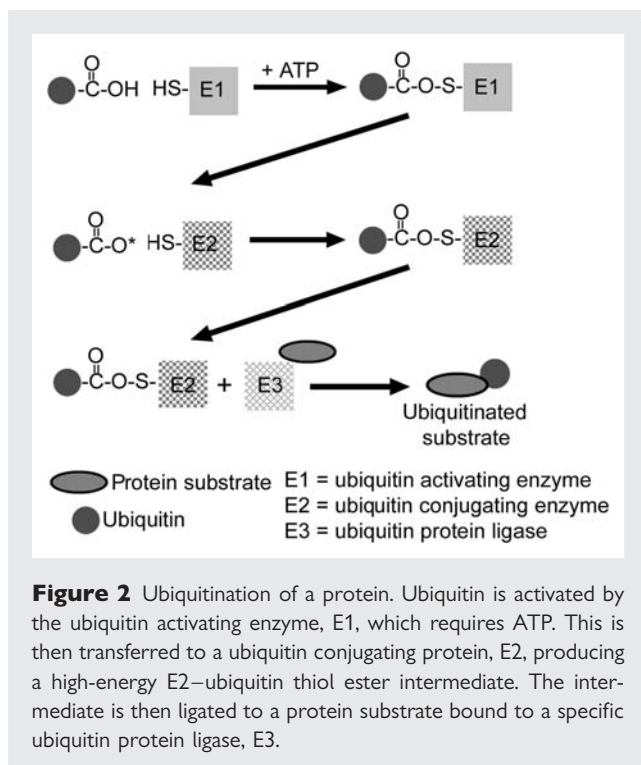 O
‖
-C-OH HS- E1 + ATP O
‖
-C-O-S- E1
O
‖
-C-O* HS- E2 O
‖
-C-O-S- E2
O
‖
-C-O-S- E2 + E3
Ubiquitinated
substrate
Protein substrate
Ubiquitin
E1 = ubiquitin activating enzyme
E2 = ubiquitin conjugating enzyme
E3 = ubiquitin protein ligase
Figure 2 Ubiquitination of a protein. Ubiquitin is activated by
the ubiquitin activating enzyme, E1, which requires ATP. This is
then transferred to a ubiquitin conjugating protein, E2, producing
a high-energy E2–ubiquitin thiol ester intermediate. The inter-
mediate is then ligated to a protein substrate bound to a specific
ubiquitin protein ligase, E3.